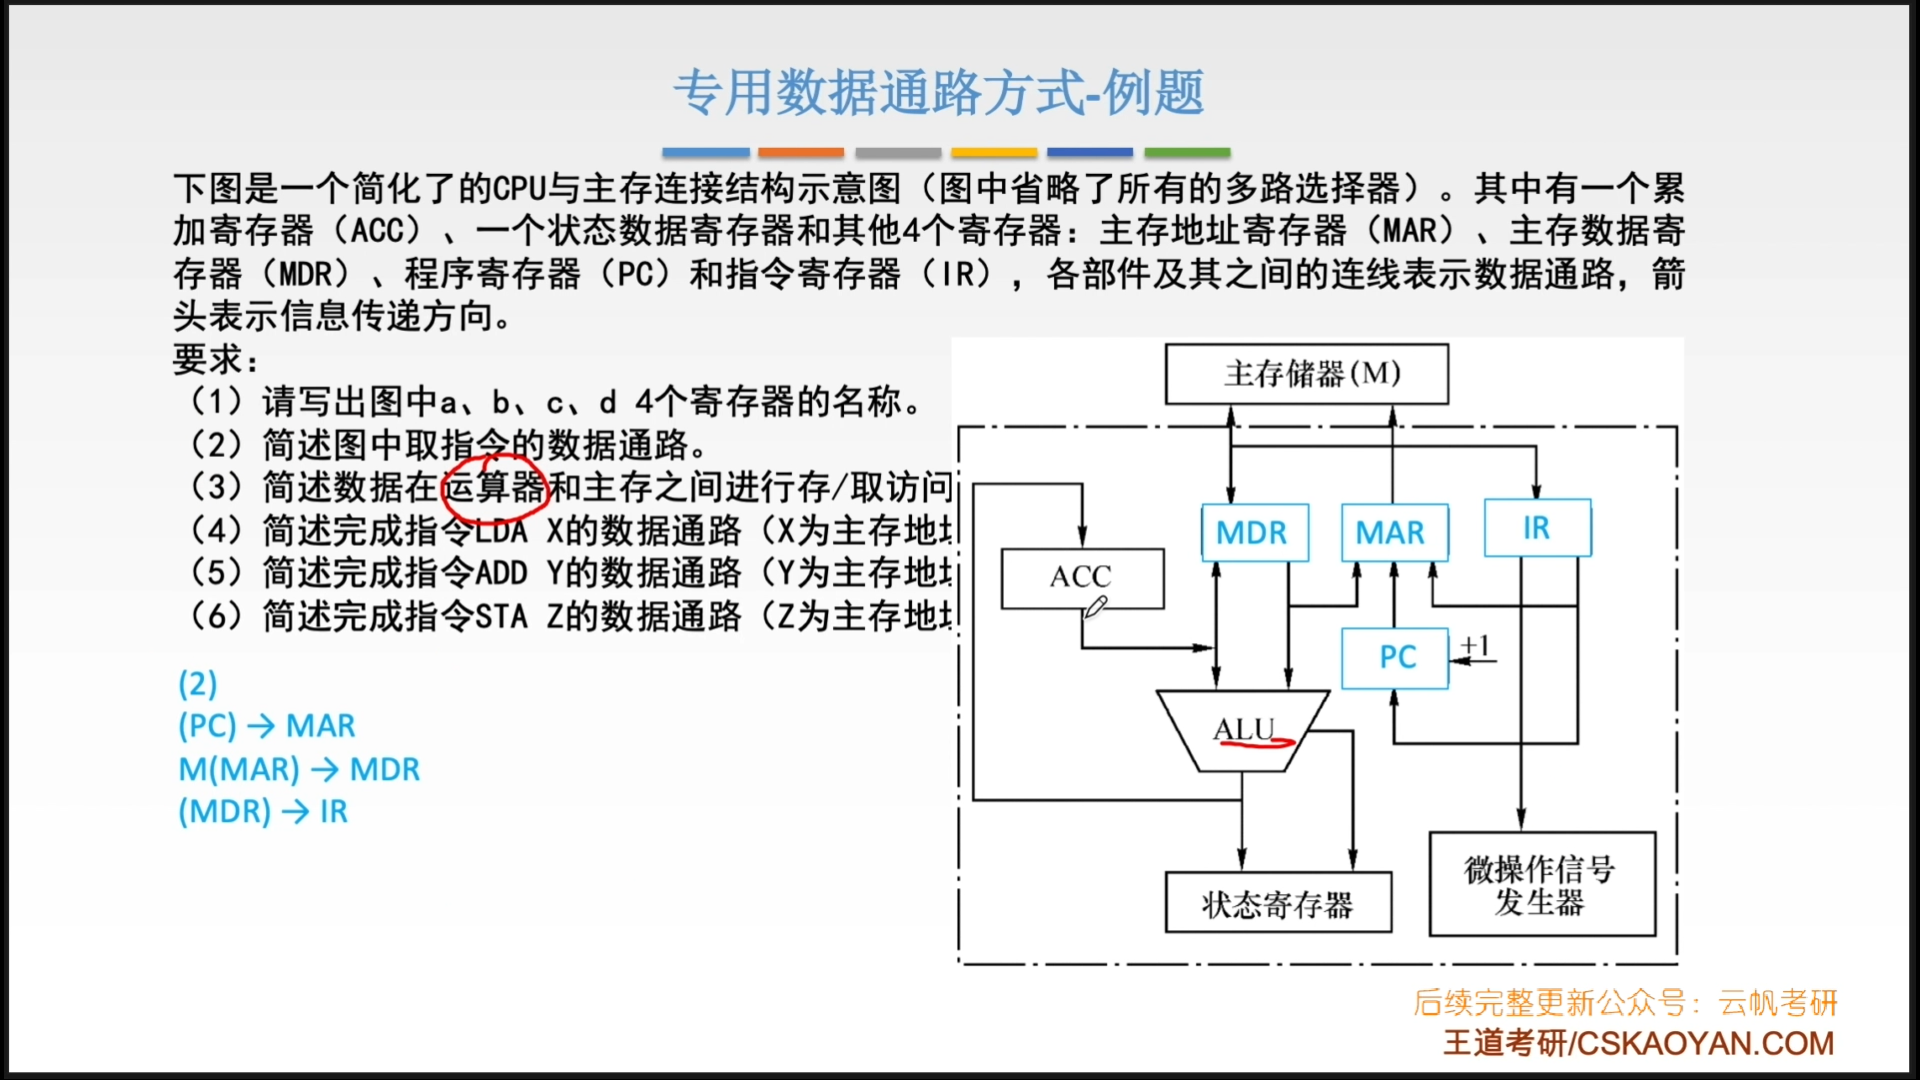 专用数据通路方式-例题
下图是一个简化了的CPU与主存连接结构示意图（图中省略了所有的多路选择器）。其中有一个累
加寄存器（ACC）、一个状态数据寄存器和其他4个寄存器：主存地址寄存器（MAR）、主存数据寄
存器（MDR）、程序寄存器（PC）和指令寄存器（IR），各部件及其之间的连线表示数据通路，箭
头表示信息传递方向。
要求：
（1）请写出图中a、b、c、d 4个寄存器的名称。
（2）简述图中取指令的数据通路。
（3）简述数据在运算器和主存之间进行存/取访问
（4）简述完成指令LDA X的数据通路（X为主存地
（5）简述完成指令ADD Y的数据通路（Y为主存地
（6）简述完成指令STA Z的数据通路（Z为主存地
(2)
(PC) → MAR
M(MAR) → MDR
(MDR) → IR
主存储器(M)
MDR
MAR
IR
ACC
PC
+1
ALU
状态寄存器
微操作信号
发生器
后续完整更新公众号：云帆考研
王道考研/CSKAOYAN.COM